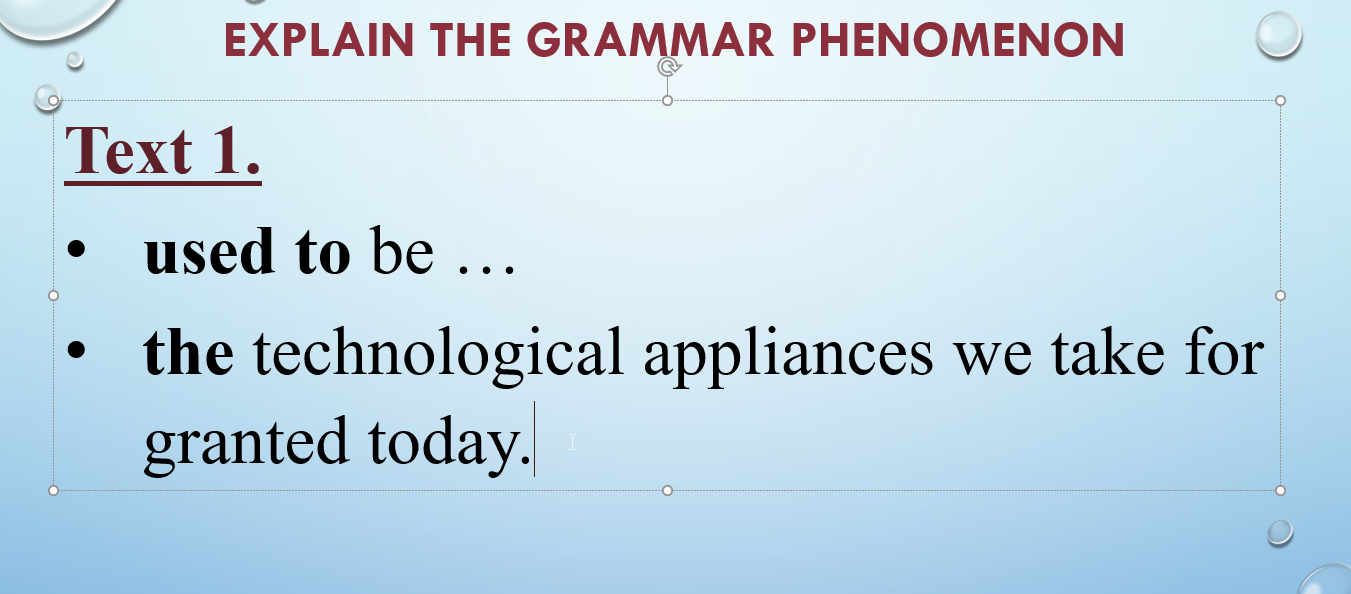 EXPLAIN THE GRAMMAR PHENOMENON
Text 1.
• used to be …
• the technological appliances we take for
granted today.